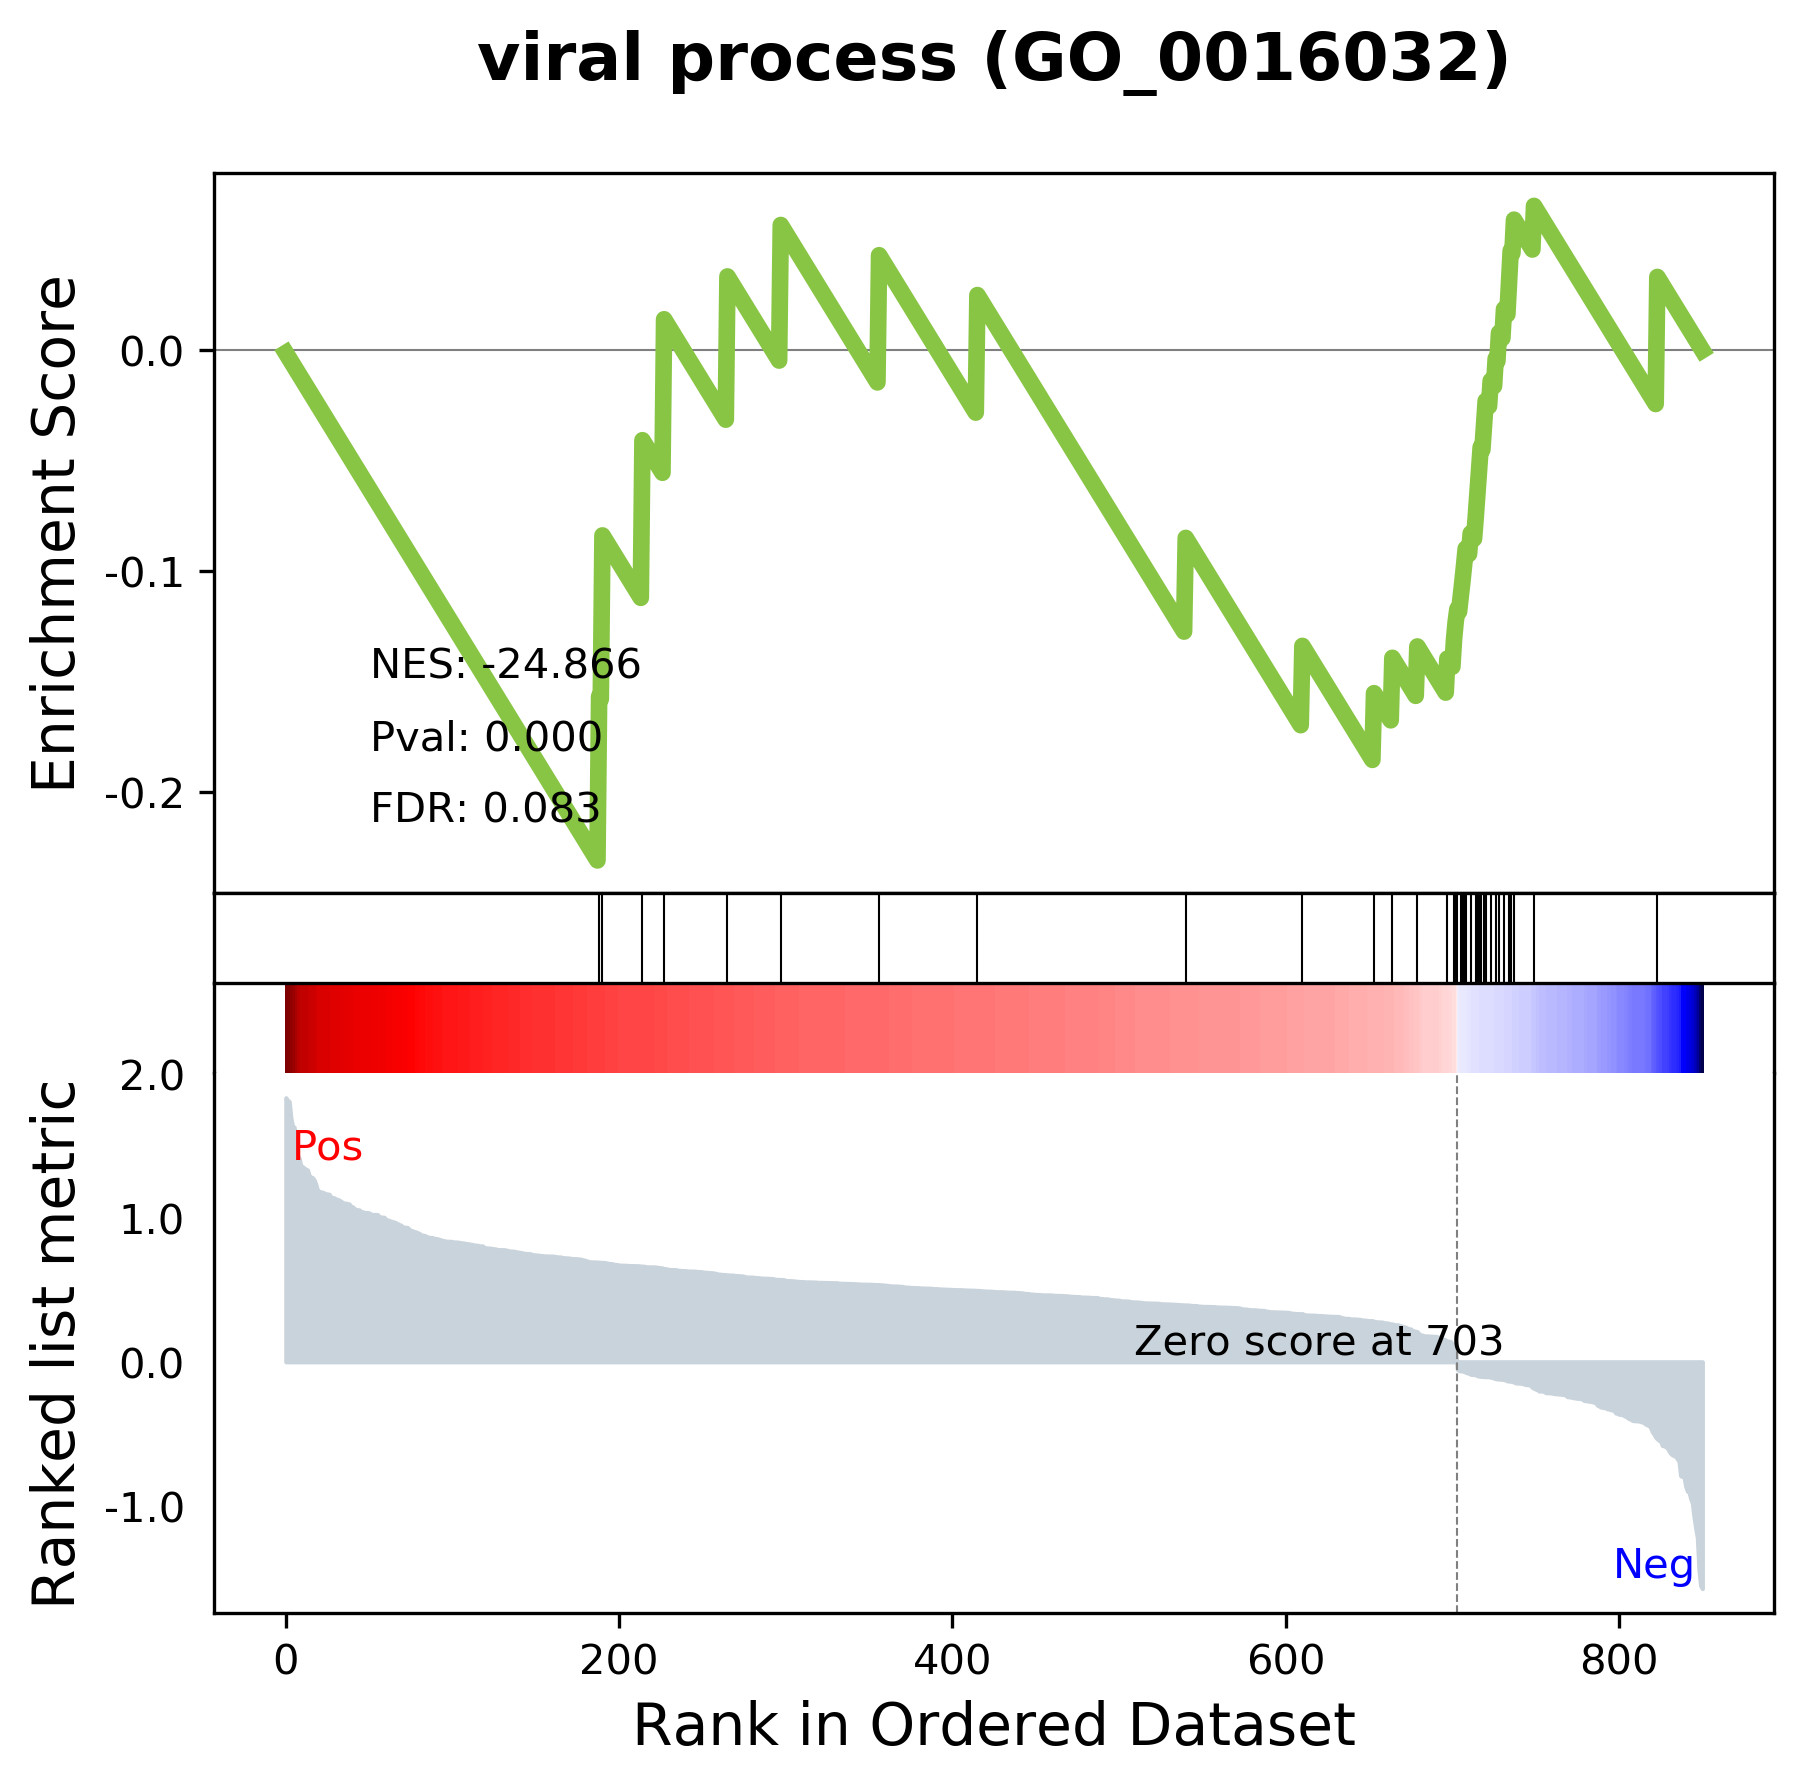 viral process (GO_0016032)
Enrichment Score
0.0
-0.1
-0.2
NES: -24.866
Pval: 0.000
FDR: 0.083
Ranked list metric
2.0
1.0
0.0
-1.0
Pos
Zero score at 703
Neg
0 200 400 600 800
Rank in Ordered Dataset